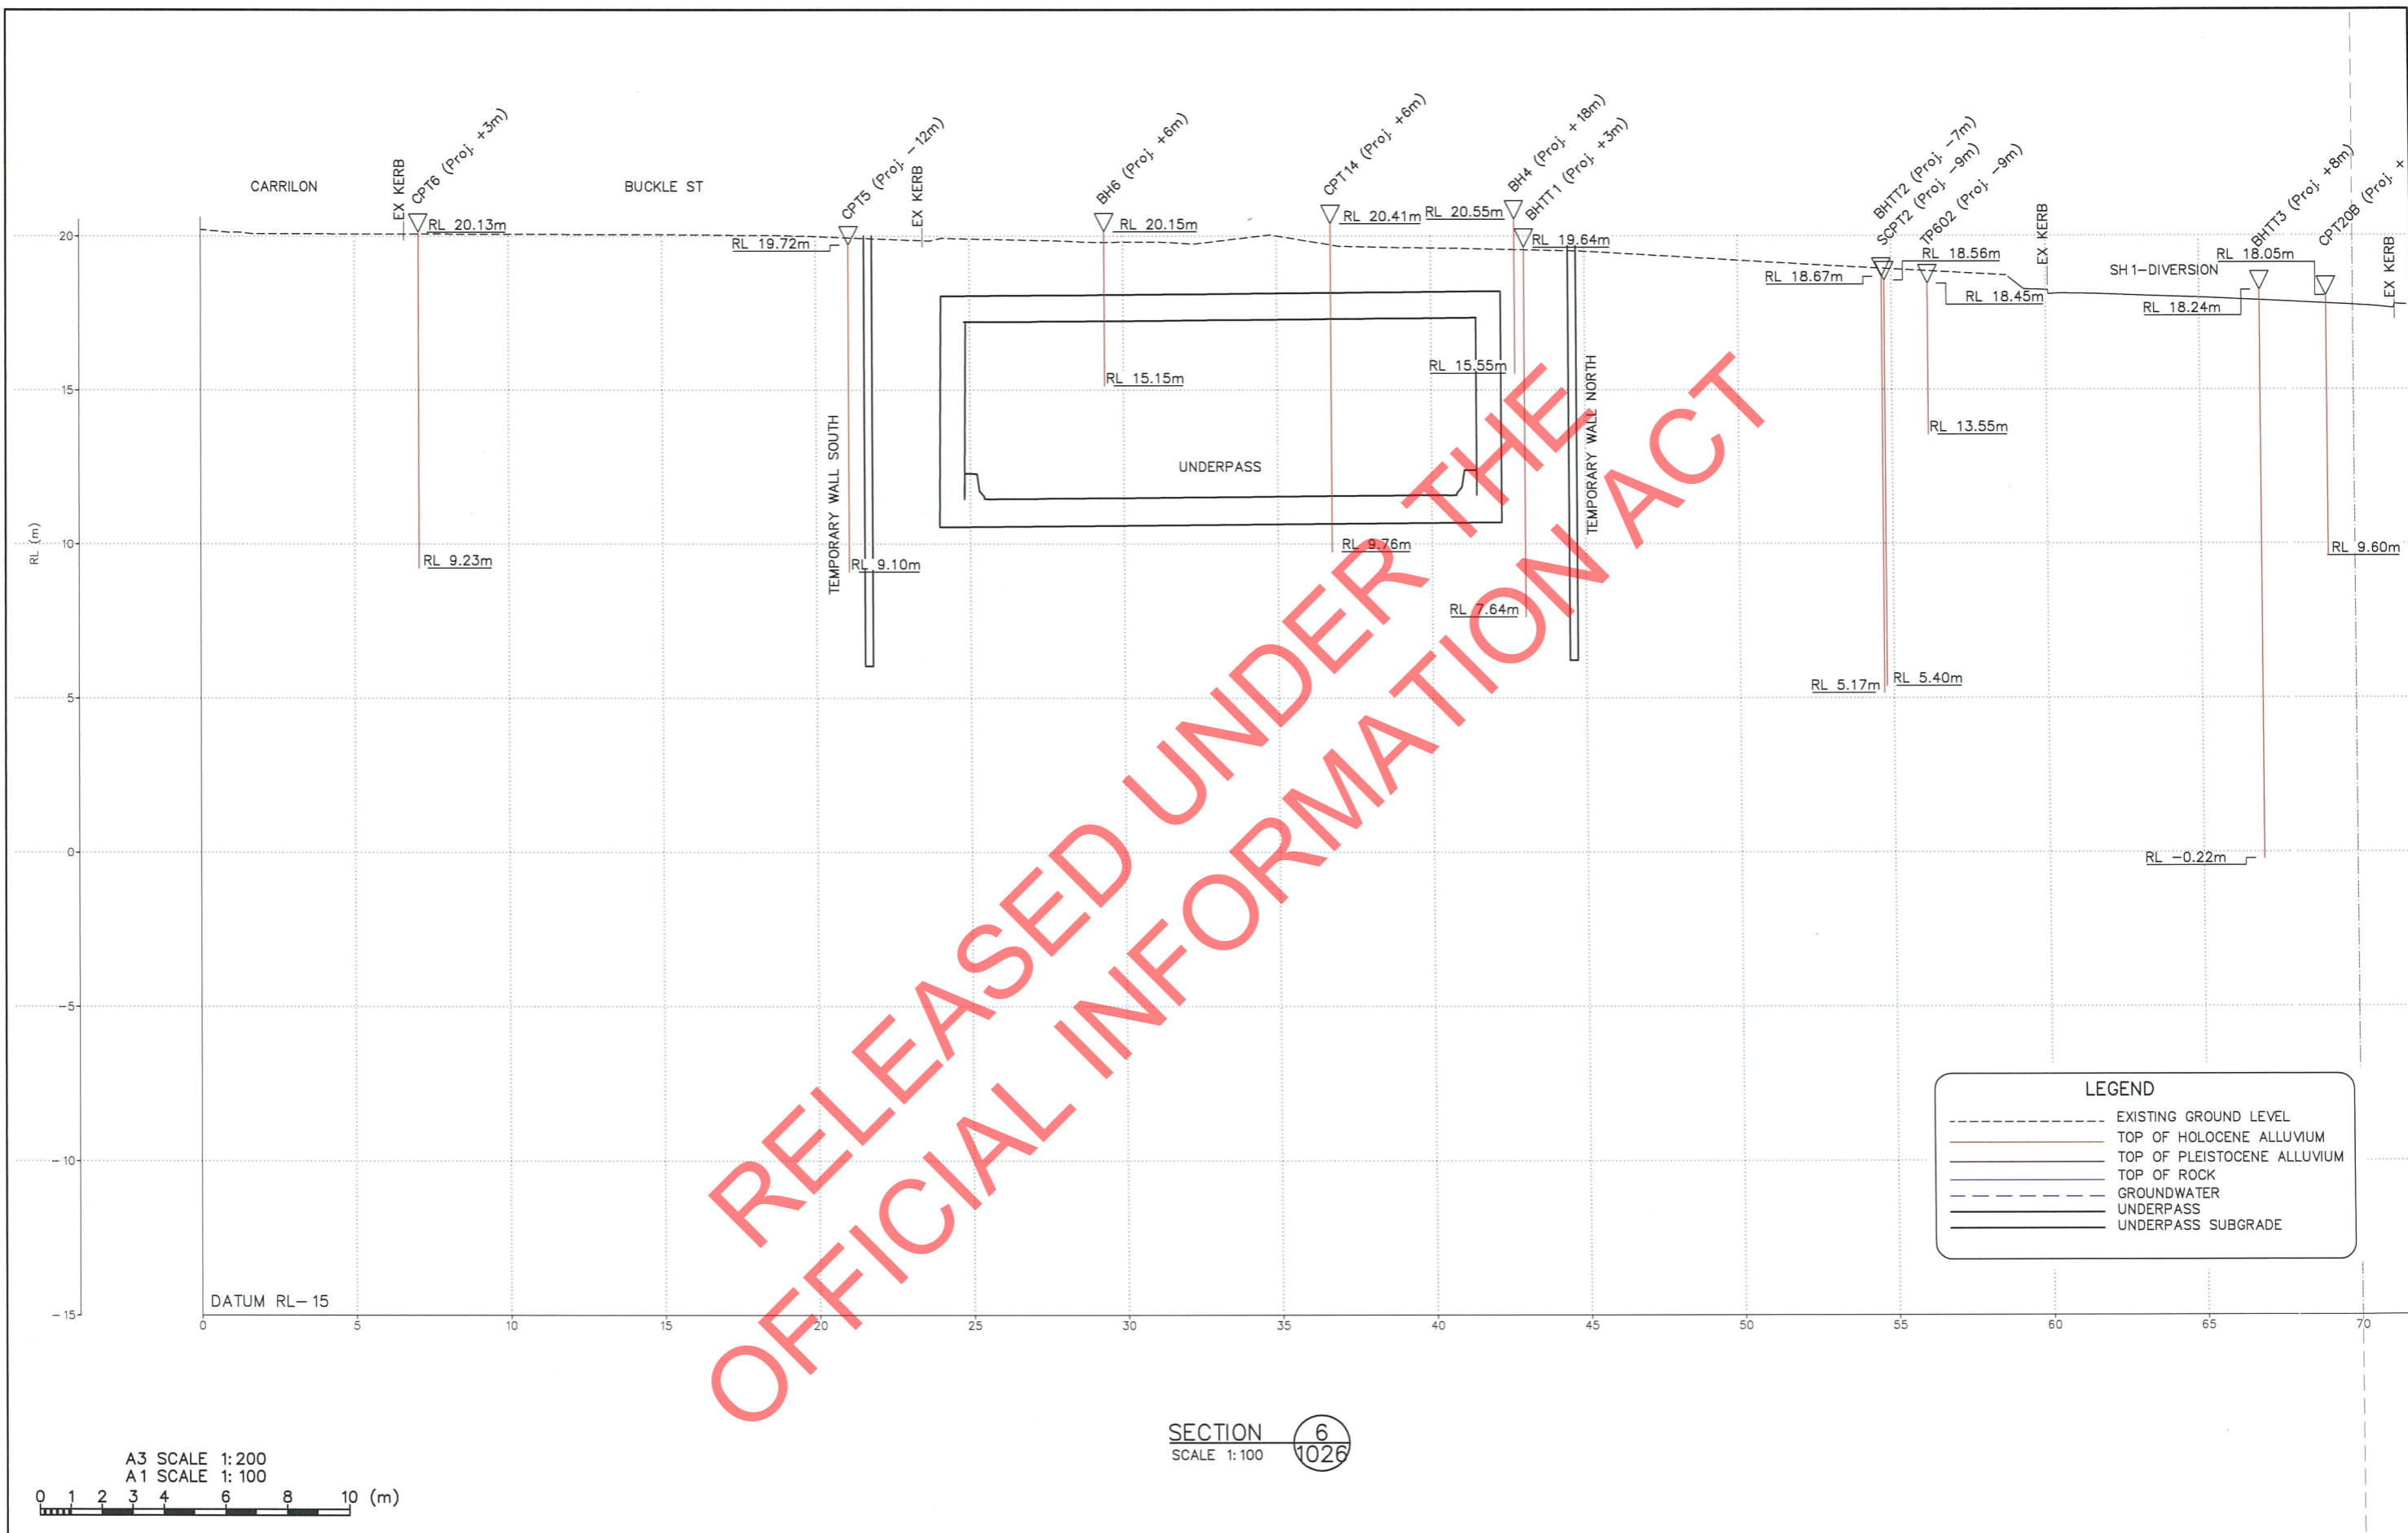 CARRILON
EX KERB
CPT6 (Proj. +3m)
RL 20.13m
BUCKLE ST
CPT5 (Proj. -12m)
RL 19.72m
EX KERB
BH6 (Proj. +6m)
RL 20.15m
CPT14 (Proj. +6m)
RL 20.41m
BH4 (Proj. +18m)
RL 20.55m
BHTT1 (Proj. +3m)
RL 19.64m
BHTT2 (Proj. -7m)
SCPT2 (Proj. -9m)
TP602 (Proj. -9m)
RL 18.67m
RL 18.56m
RL 18.45m
EX KERB
SH1-DIVERSION
BHTT3 (Proj. +8m)
RL 18.05m
RL 18.24m
CPT20B (Proj. +
EX KERB
RL 15.15m
RL 15.55m
RL 13.55m
TEMPORARY WALL SOUTH
UNDERPASS
TEMPORARY WALL NORTH
RL 9.23m
RL 9.10m
RL 9.76m
RL 7.64m
RL 9.60m
RL 5.17m
RL 5.40m
RL -0.22m
RL (m)
20
15
10
5
0
-5
-10
-15
DATUM RL-15
0 5 10 15 20 25 30 35 40 45 50 55 60 65 70
RELEASED UNDER THE
OFFICIAL INFORMATION ACT
LEGEND
EXISTING GROUND LEVEL
TOP OF HOLOCENE ALLUVIUM
TOP OF PLEISTOCENE ALLUVIUM
TOP OF ROCK
GROUNDWATER
UNDERPASS
UNDERPASS SUBGRADE
SECTION 6
SCALE 1:100 1026
A3 SCALE 1:200
A1 SCALE 1:100
0 1 2 3 4 6 8 10 (m)